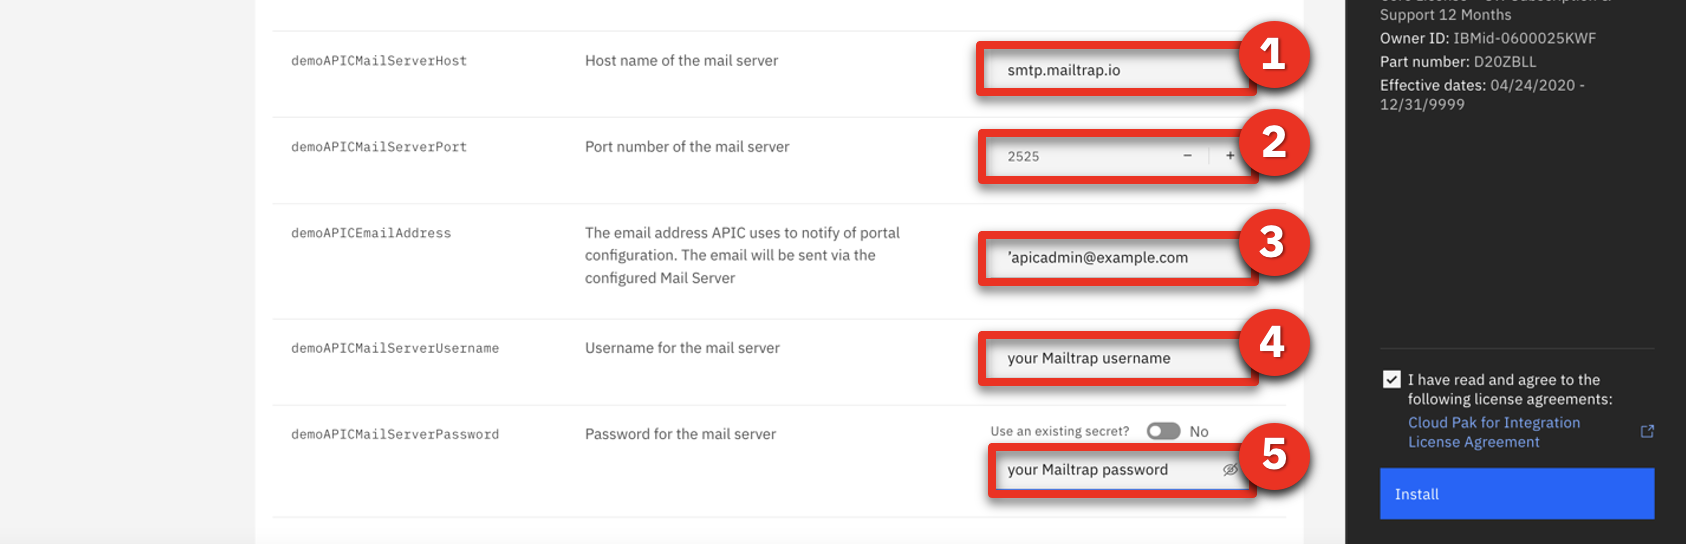 demoAPICMailServerHost
Host name of the mail server
smtp.mailtrap.io
1
demoAPICMailServerPort
Port number of the mail server
2525
− +
2
demoAPICEmailAddress
The email address APIC uses to notify of portal
configuration. The email will be sent via the
configured Mail Server
'apicadmin@example.com
3
demoAPICMailServerUsername
Username for the mail server
your Mailtrap username
4
demoAPICMailServerPassword
Password for the mail server
Use an existing secret? No
your Mailtrap password
5
Support 12 Months
Owner ID: IBMid-0600025KWF
Part number: D20ZBLL
Effective dates: 04/24/2020 -
12/31/9999
I have read and agree to the
following license agreements:
Cloud Pak for Integration
License Agreement
Install